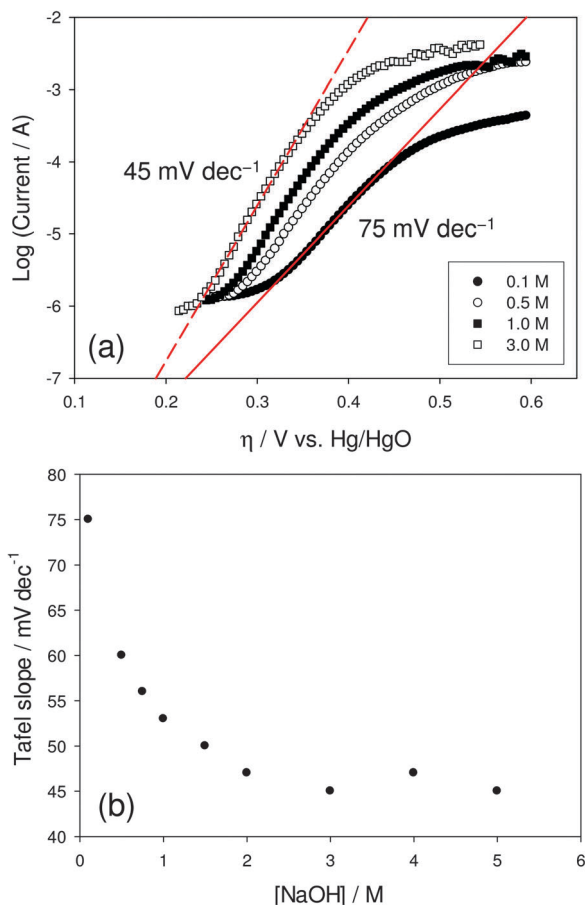 -2
-3
-4
-5
-6
-7
Log (Current / A)
45 mV dec⁻¹
75 mV dec⁻¹
0.1 M
0.5 M
1.0 M
3.0 M
(a)
0.1 0.2 0.3 0.4 0.5 0.6
η / V vs. Hg/HgO
80
75
70
65
60
55
50
45
40
Tafel slope / mV dec⁻¹
(b)
0 1 2 3 4 5 6
[NaOH] / M